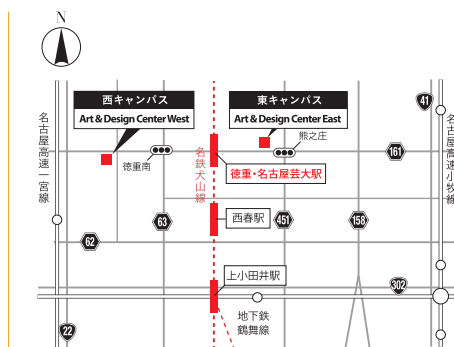 N
西キャンパス
Art & Design Center West
東キャンパス
Art & Design Center East
41
名古屋高速一宮線
徳重南
名鉄犬山線
熊之庄
161
名古屋高速小牧線
徳重・名古屋芸大駅
63
西春駅
451
158
62
上小田井駅
302
22
地下鉄
鶴舞線